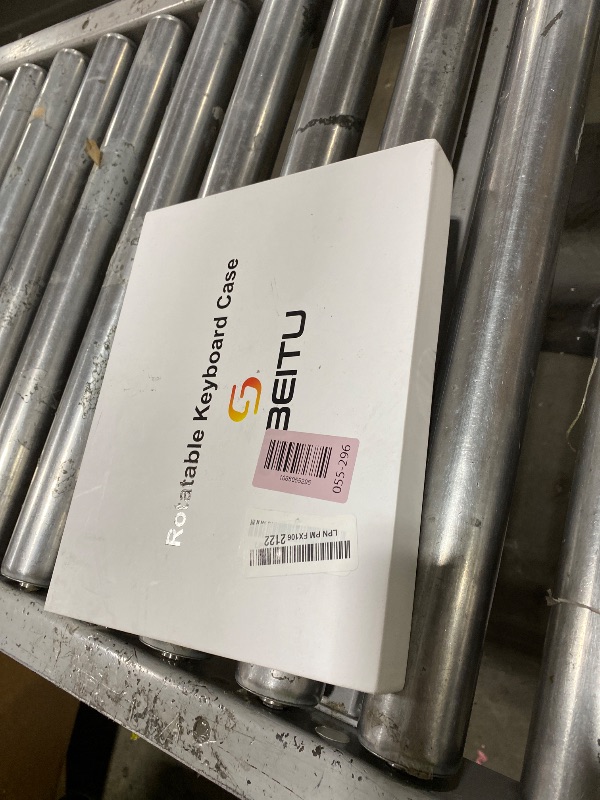 Rotatable Keyboard Case
BEITU
055-296
LPN PM FX106 2122